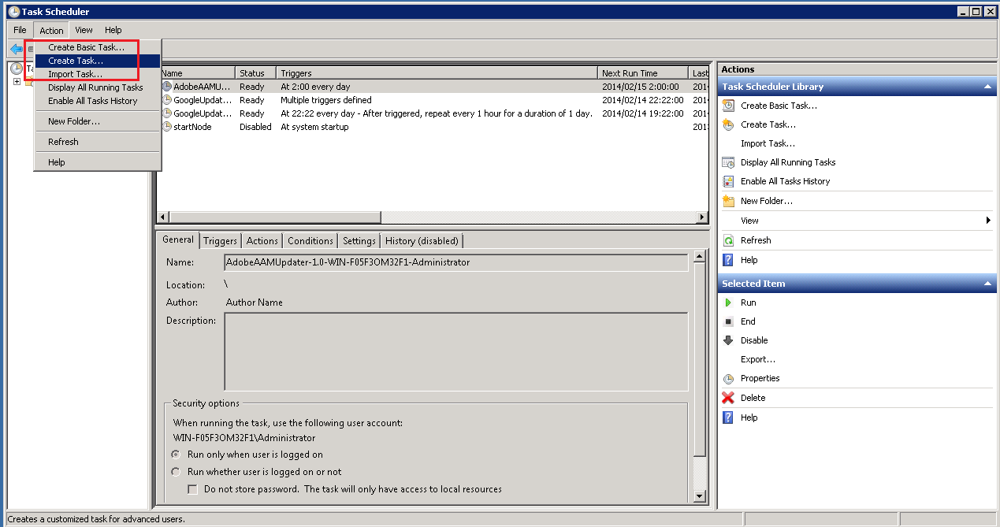 Task Scheduler
File Action View Help
Create Basic Task...
Create Task...
Import Task...
Display All Running Tasks
Enable All Tasks History
New Folder...
Refresh
Help
Name Status Triggers Next Run Time Last
AdobeAAMU... Ready At 2:00 every day 2014/02/15 2:00:00
GoogleUpdat... Ready Multiple triggers defined 2014/02/14 22:22:00
GoogleUpdat... Ready At 22:22 every day - After triggered, repeat every 1 hour for a duration of 1 day. 2014/02/14 19:22:00
startNode Disabled At system startup
General Triggers Actions Conditions Settings History (disabled)
Name: AdobeAAMUpdater-1.0-WIN-F05F3OM32F1-Administrator
Location: \
Author: Author Name
Description:
Security options
When running the task, use the following user account:
WIN-F05F3OM32F1\Administrator
Run only when user is logged on
Run whether user is logged on or not
Do not store password. The task will only have access to local resources
Actions
Task Scheduler Library
Create Basic Task...
Create Task...
Import Task...
Display All Running Tasks
Enable All Tasks History
New Folder...
View
Refresh
Help
Selected Item
Run
End
Disable
Export...
Properties
Delete
Help
Creates a customized task for advanced users.